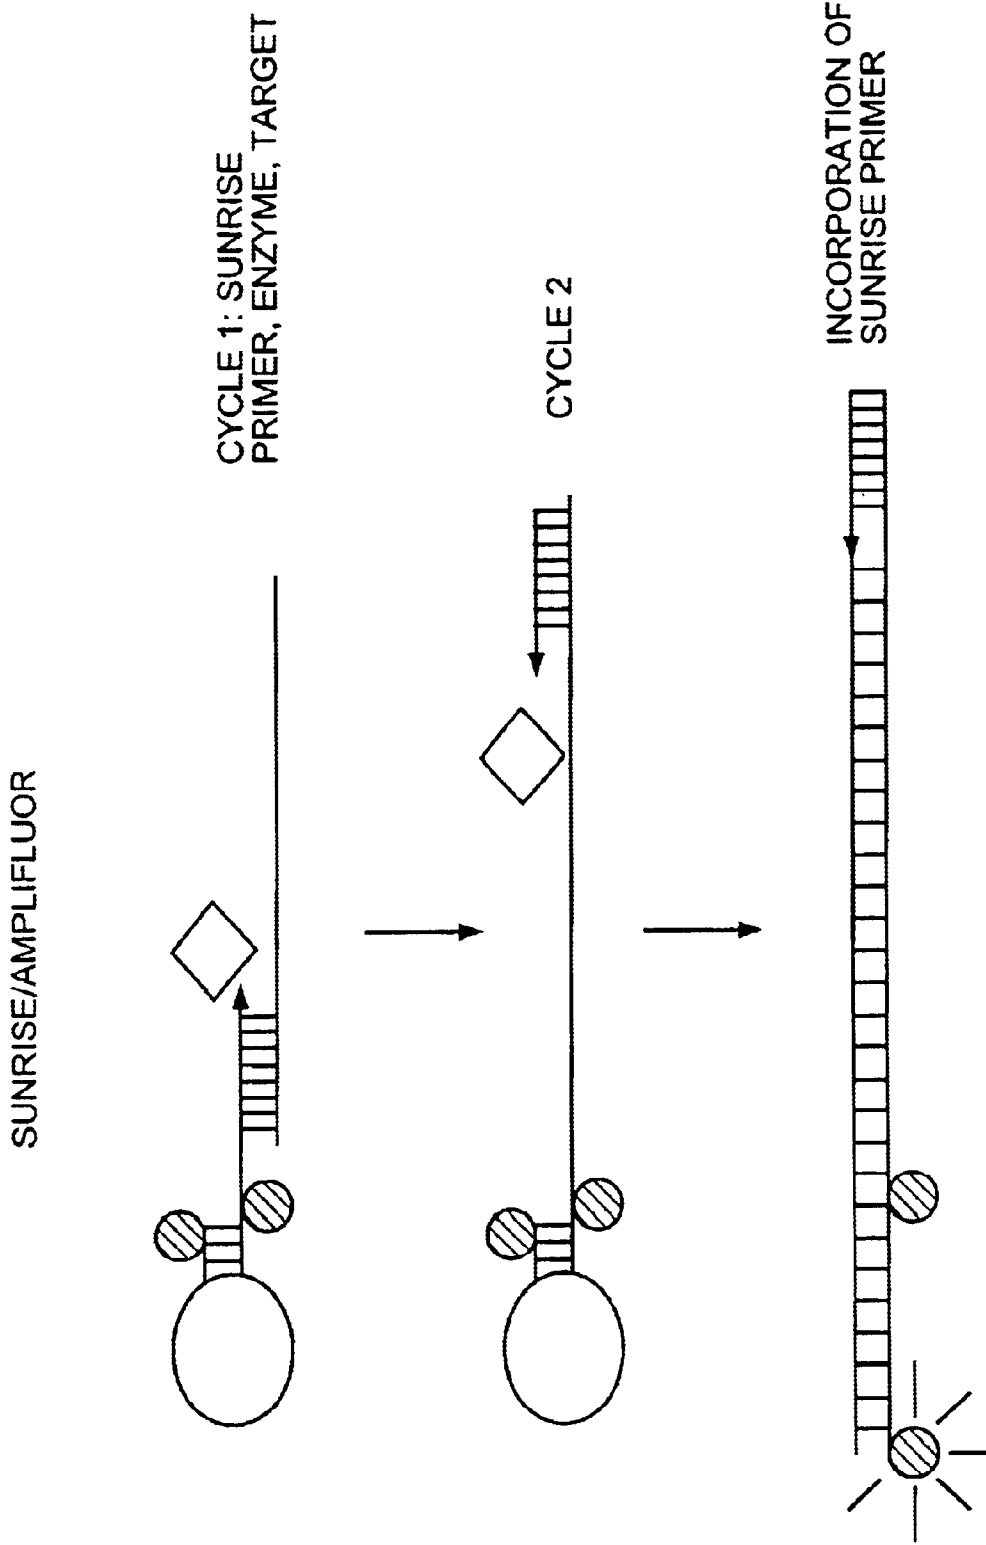 SUNRISE/AMPLIFLUOR
CYCLE 1: SUNRISE
PRIMER, ENZYME, TARGET
CYCLE 2
INCORPORATION OF
SUNRISE PRIMER